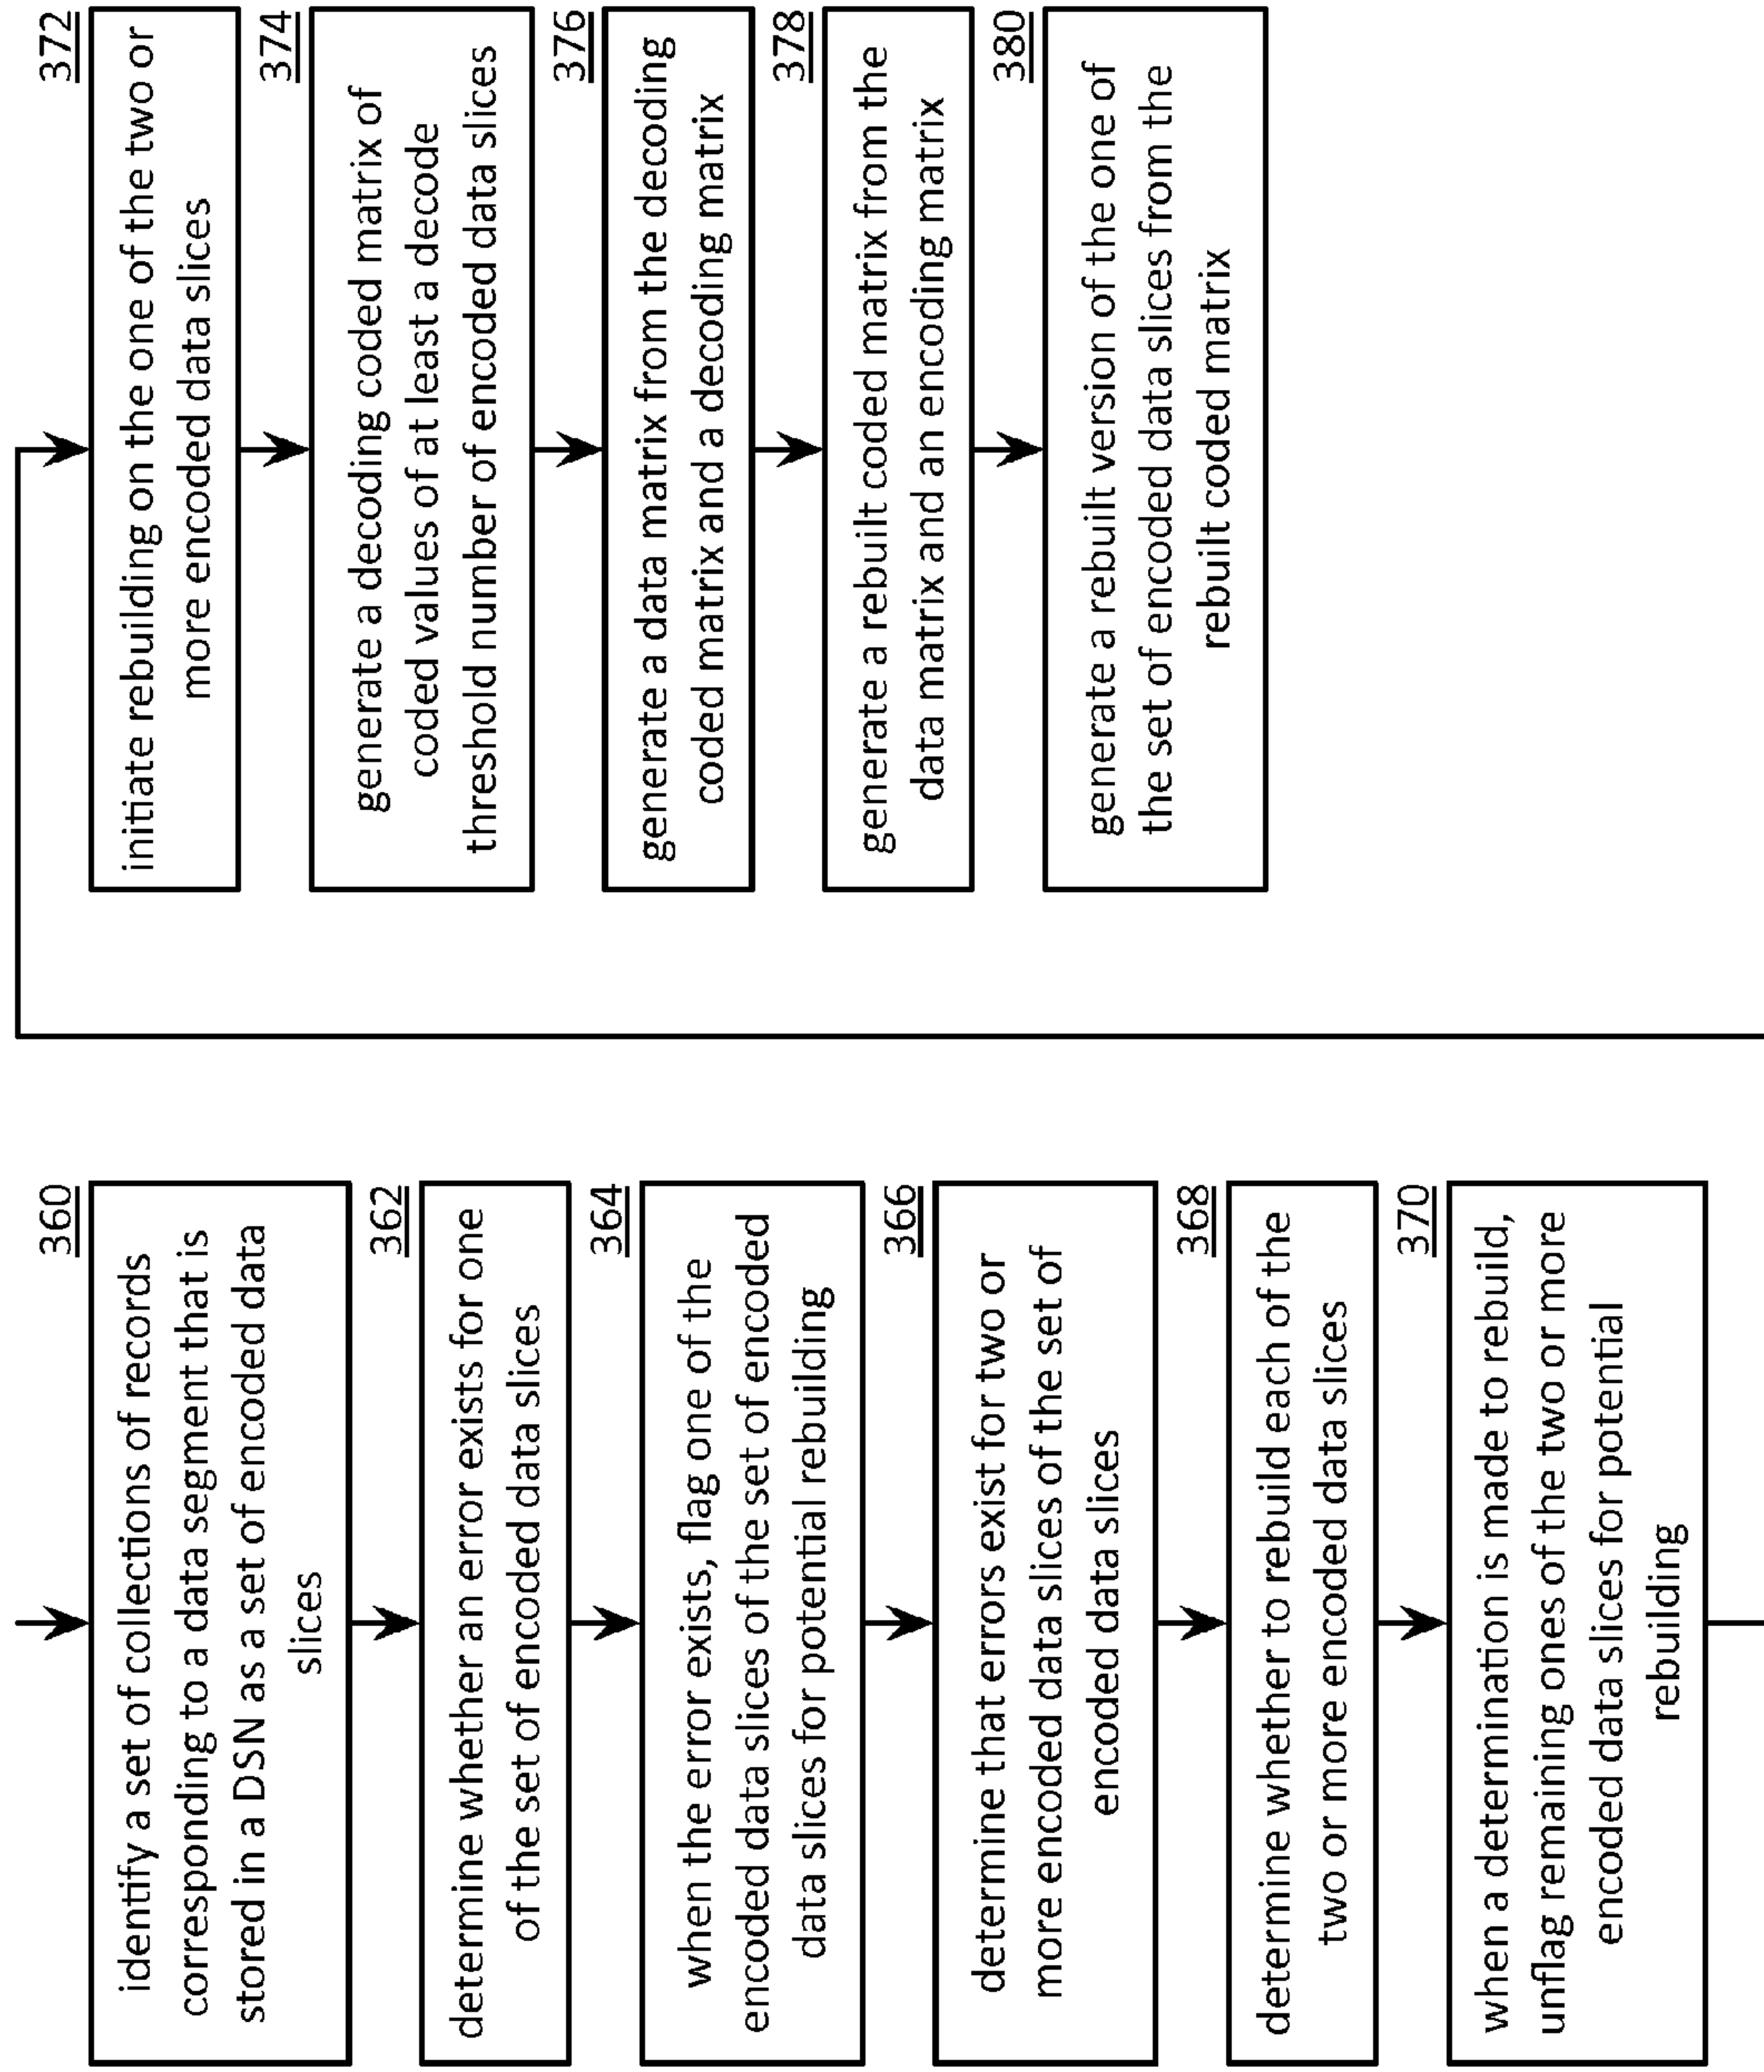 360
identify a set of collections of records
corresponding to a data segment that is
stored in a DSN as a set of encoded data
slices
362
determine whether an error exists for one
of the set of encoded data slices
364
when the error exists, flag one of the
encoded data slices of the set of encoded
data slices for potential rebuilding
366
determine that errors exist for two or
more encoded data slices of the set of
encoded data slices
368
determine whether to rebuild each of the
two or more encoded data slices
370
when a determination is made to rebuild,
unflag remaining ones of the two or more
encoded data slices for potential
rebuilding
372
initiate rebuilding on the one of the two or
more encoded data slices
374
generate a decoding coded matrix of
coded values of at least a decode
threshold number of encoded data slices
376
generate a data matrix from the decoding
coded matrix and a decoding matrix
378
generate a rebuilt coded matrix from the
data matrix and an encoding matrix
380
generate a rebuilt version of the one of
the set of encoded data slices from the
rebuilt coded matrix